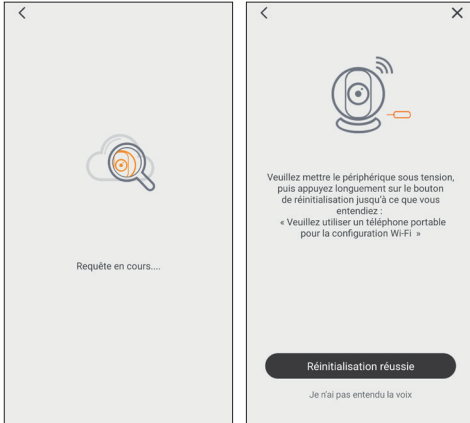 Requête en cours....
Veuillez mettre le périphérique sous tension,
puis appuyez longuement sur le bouton
de réinitialisation jusqu'à ce que vous
entendiez :
« Veuillez utiliser un téléphone portable
pour la configuration Wi-Fi »
Réinitialisation réussie
Je n'ai pas entendu la voix